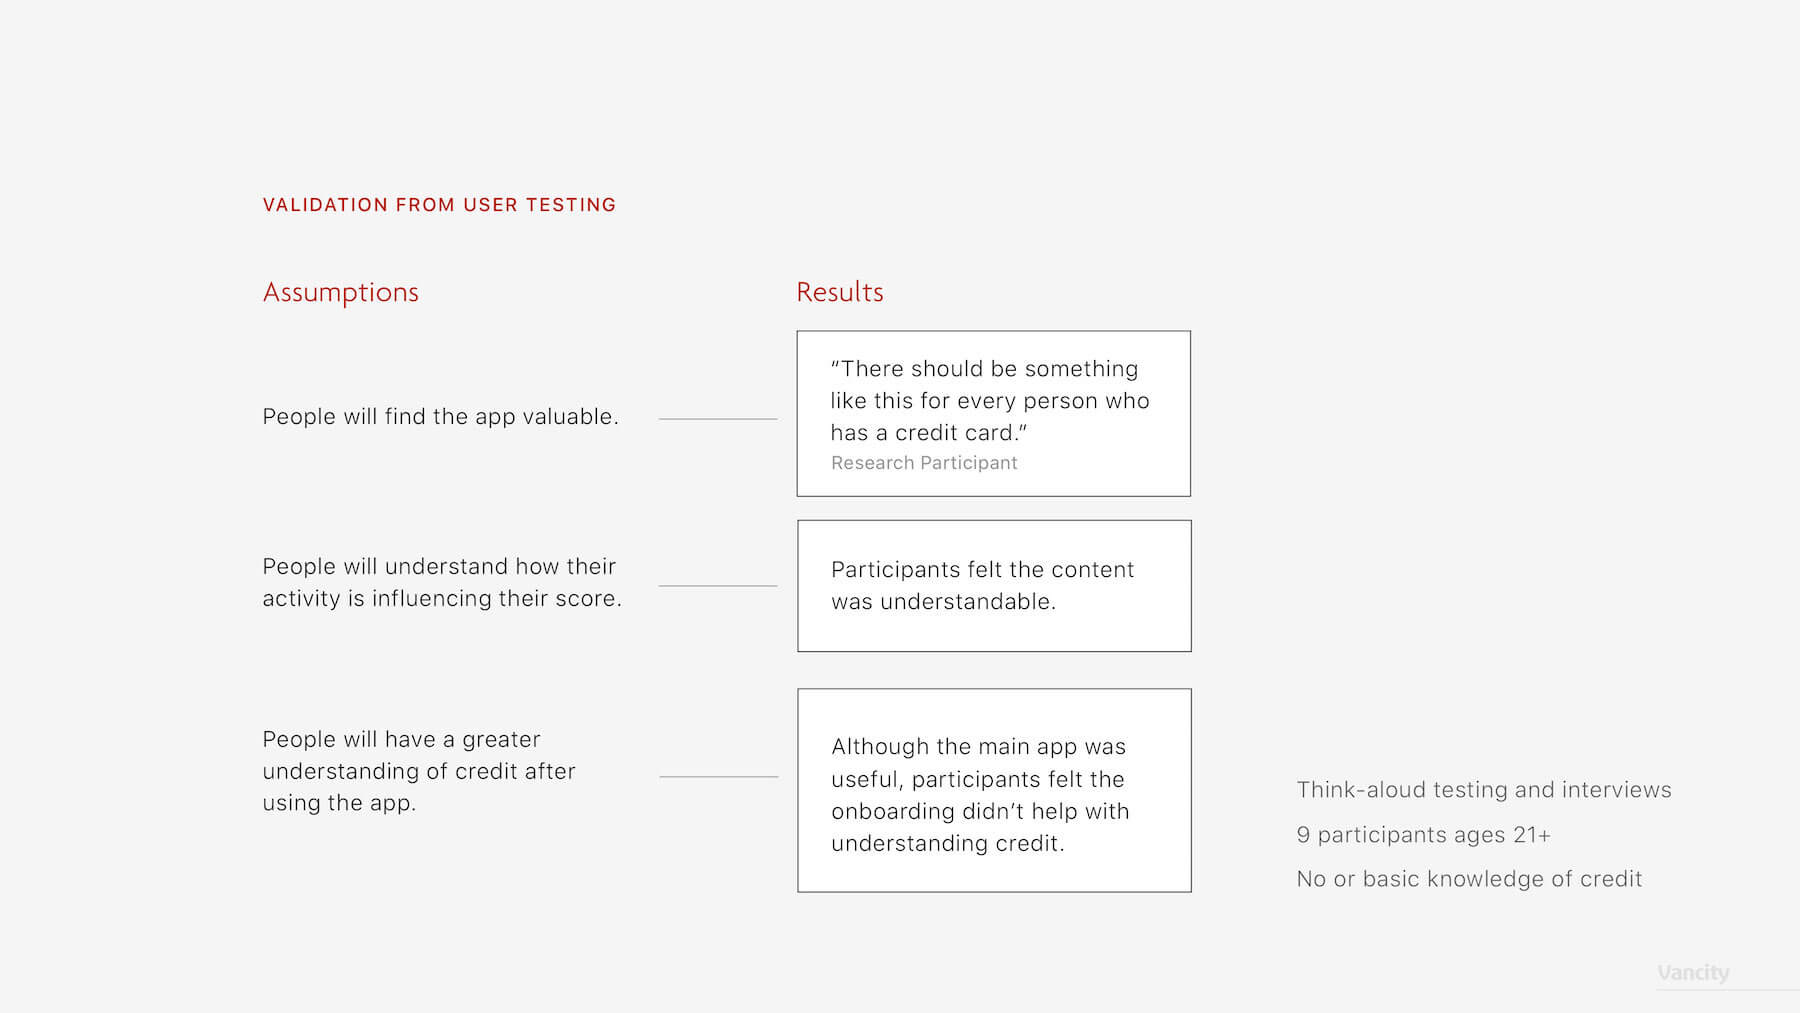 VALIDATION FROM USER TESTING
Assumptions
Results
People will find the app valuable.
“There should be something
like this for every person who
has a credit card.”
Research Participant
People will understand how their
activity is influencing their score.
Participants felt the content
was understandable.
People will have a greater
understanding of credit after
using the app.
Although the main app was
useful, participants felt the
onboarding didn’t help with
understanding credit.
Think-aloud testing and interviews
9 participants ages 21+
No or basic knowledge of credit
Vancity